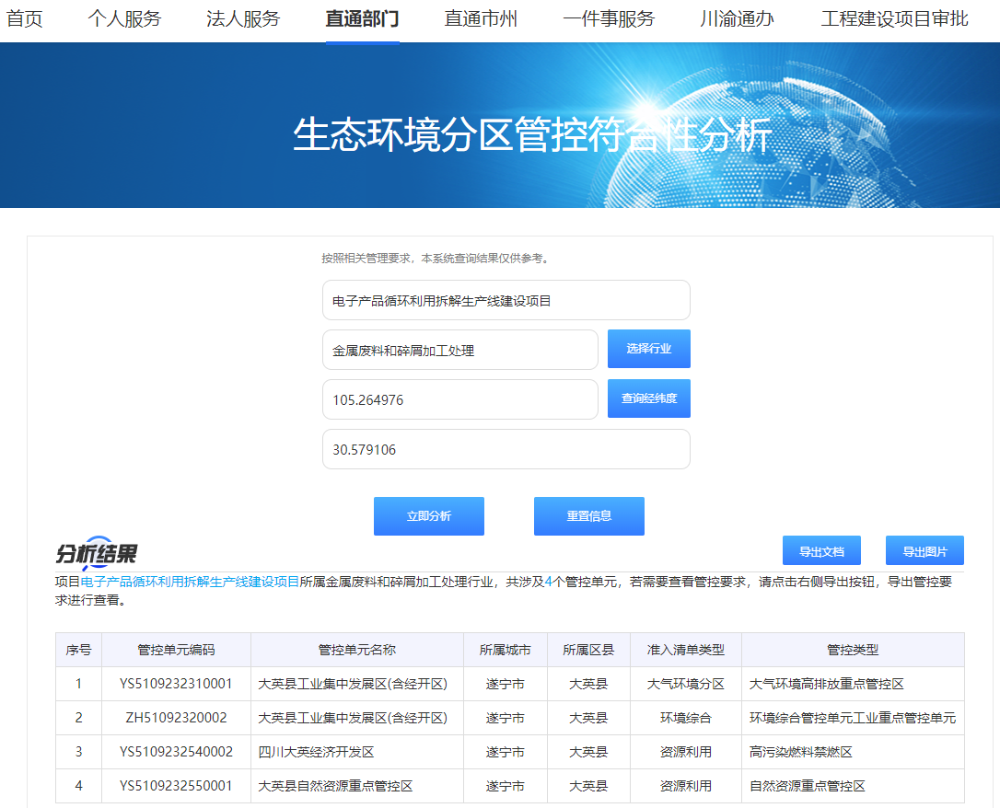 首页 个人服务 法人服务 直通部门 直通市州 一件事服务 川渝通办 工程建设项目审批
生态环境分区管控符合性分析
按照相关管理要求，本系统查询结果仅供参考。
电子产品循环利用拆解生产线建设项目
金属废料和碎屑加工处理 选择行业
105.264976 查询经纬度
30.579106
立即分析 重置信息
分析结果 导出文档 导出图片
项目电子产品循环利用拆解生产线建设项目所属金属废料和碎屑加工处理行业，共涉及4个管控单元，若需要查看管控要求，请点击右侧导出按钮，导出管控要
求进行查看。
序号 管控单元编码 管控单元名称 所属城市 所属区县 准入清单类型 管控类型
1 YS5109232310001 大英县工业集中发展区(含经开区) 遂宁市 大英县 大气环境分区 大气环境高排放重点管控区
2 ZH51092320002 大英县工业集中发展区(含经开区) 遂宁市 大英县 环境综合 环境综合管控单元工业重点管控单元
3 YS5109232540002 四川大英经济开发区 遂宁市 大英县 资源利用 高污染燃料禁燃区
4 YS5109232550001 大英县自然资源重点管控区 遂宁市 大英县 资源利用 自然资源重点管控区